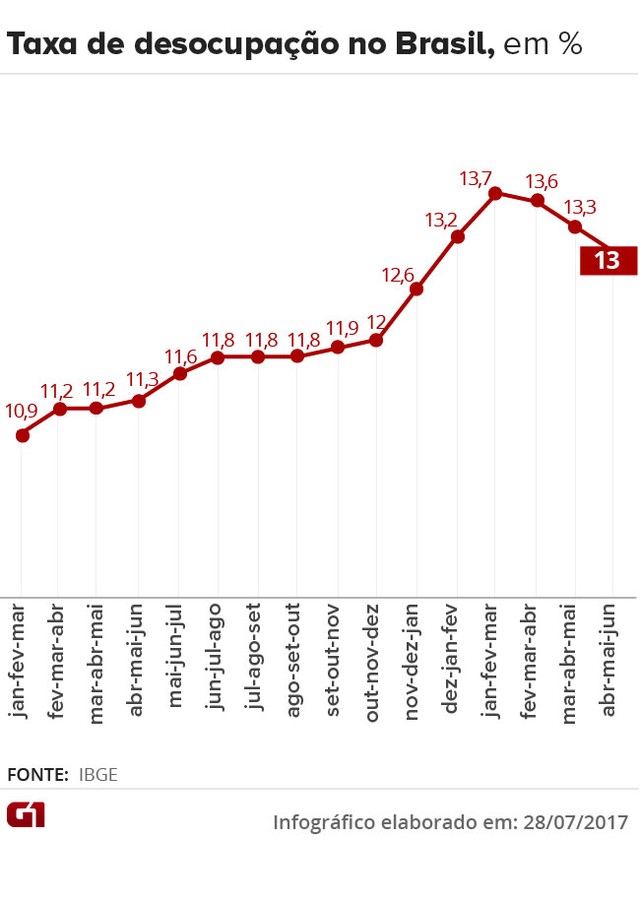 Taxa de desocupação no Brasil, em %
10,9
11,2
11,2
11,3
11,6
11,8
11,8
11,8
11,9
12
12,6
13,2
13,7
13,6
13,3
13
jan-fev-mar
fev-mar-abr
mar-abr-mai
abr-mai-jun
mai-jun-jul
jun-jul-ago
jul-ago-set
ago-set-out
set-out-nov
out-nov-dez
nov-dez-jan
dez-jan-fev
jan-fev-mar
fev-mar-abr
mar-abr-mai
abr-mai-jun
FONTE: IBGE
G1
Infográfico elaborado em: 28/07/2017